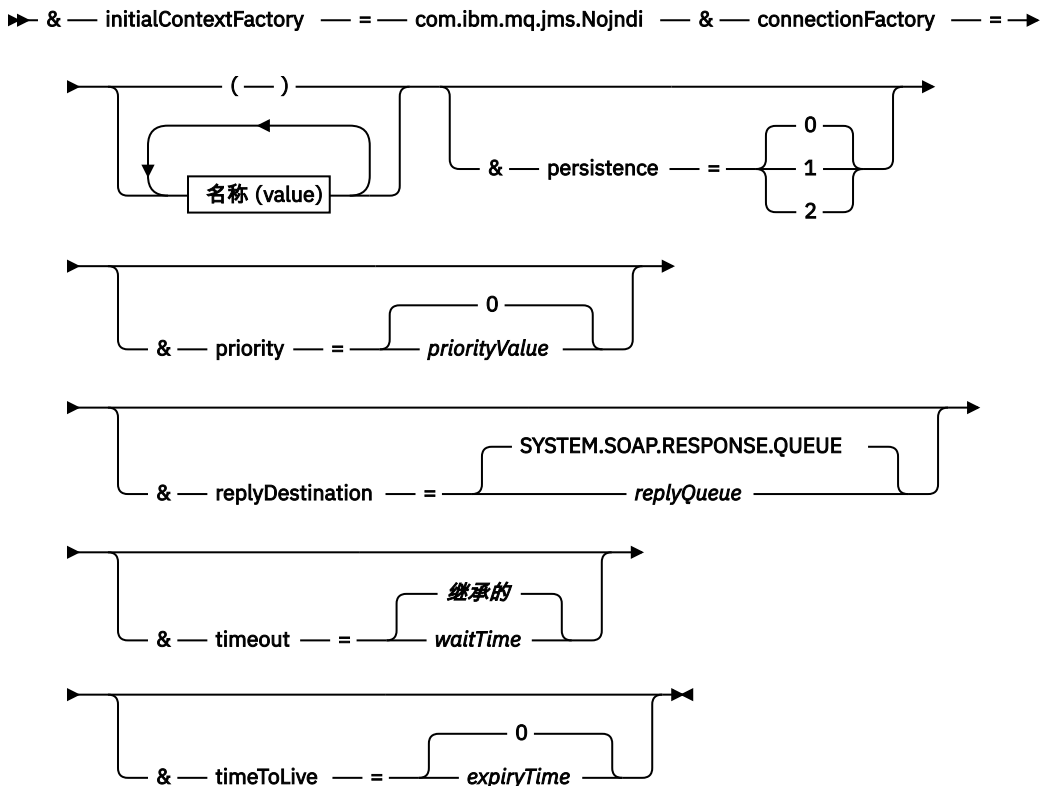 & initialContextFactory = com.ibm.mq.jms.Nojndi & connectionFactory =
( )
名称 (value)
0
& persistence = 1
2
0
& priority = priorityValue
SYSTEM.SOAP.RESPONSE.QUEUE
& replyDestination = replyQueue
继承的
& timeout = waitTime
0
& timeToLive = expiryTime